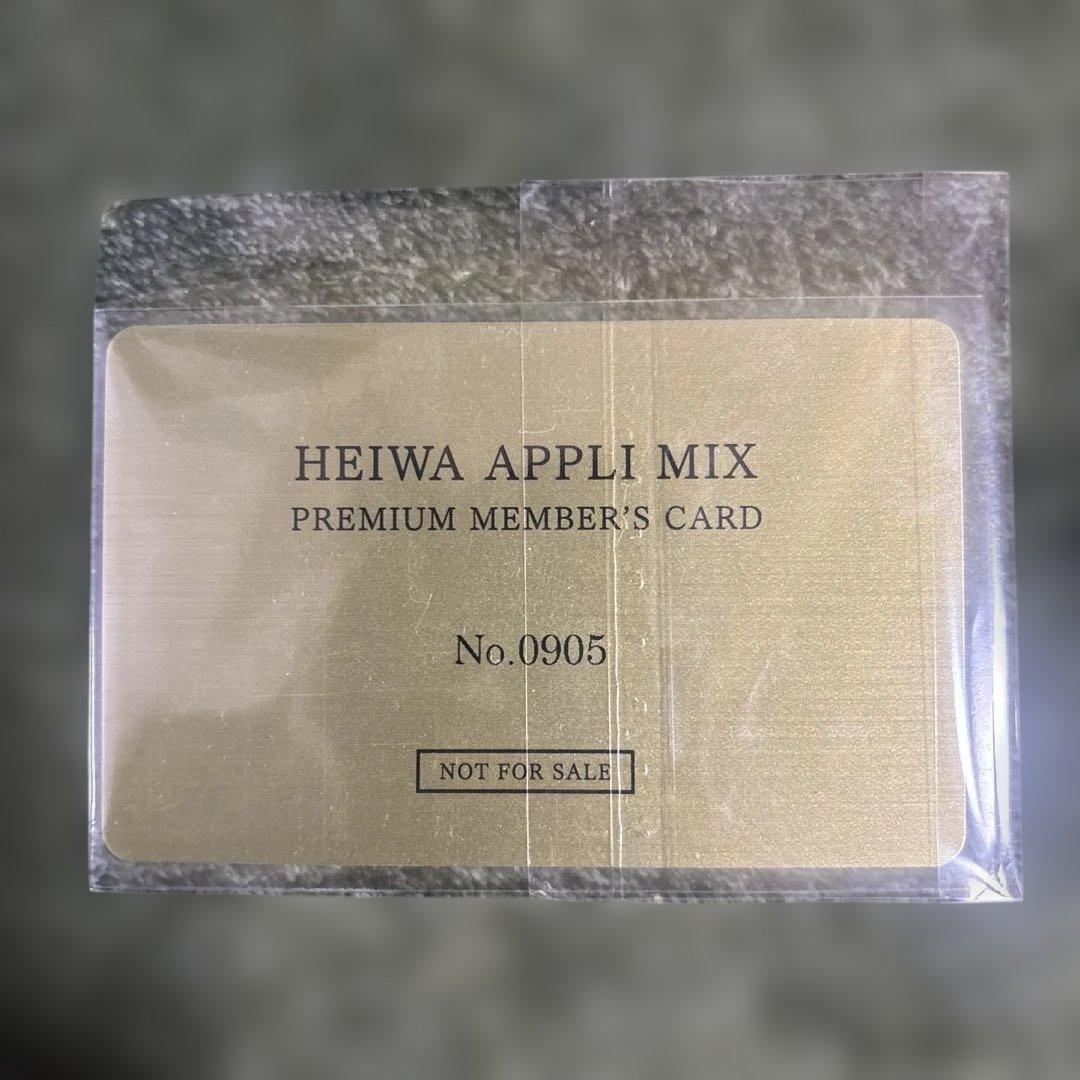 HEIWA APPLI MIX
PREMIUM MEMBER'S CARD
No.0905
NOT FOR SALE